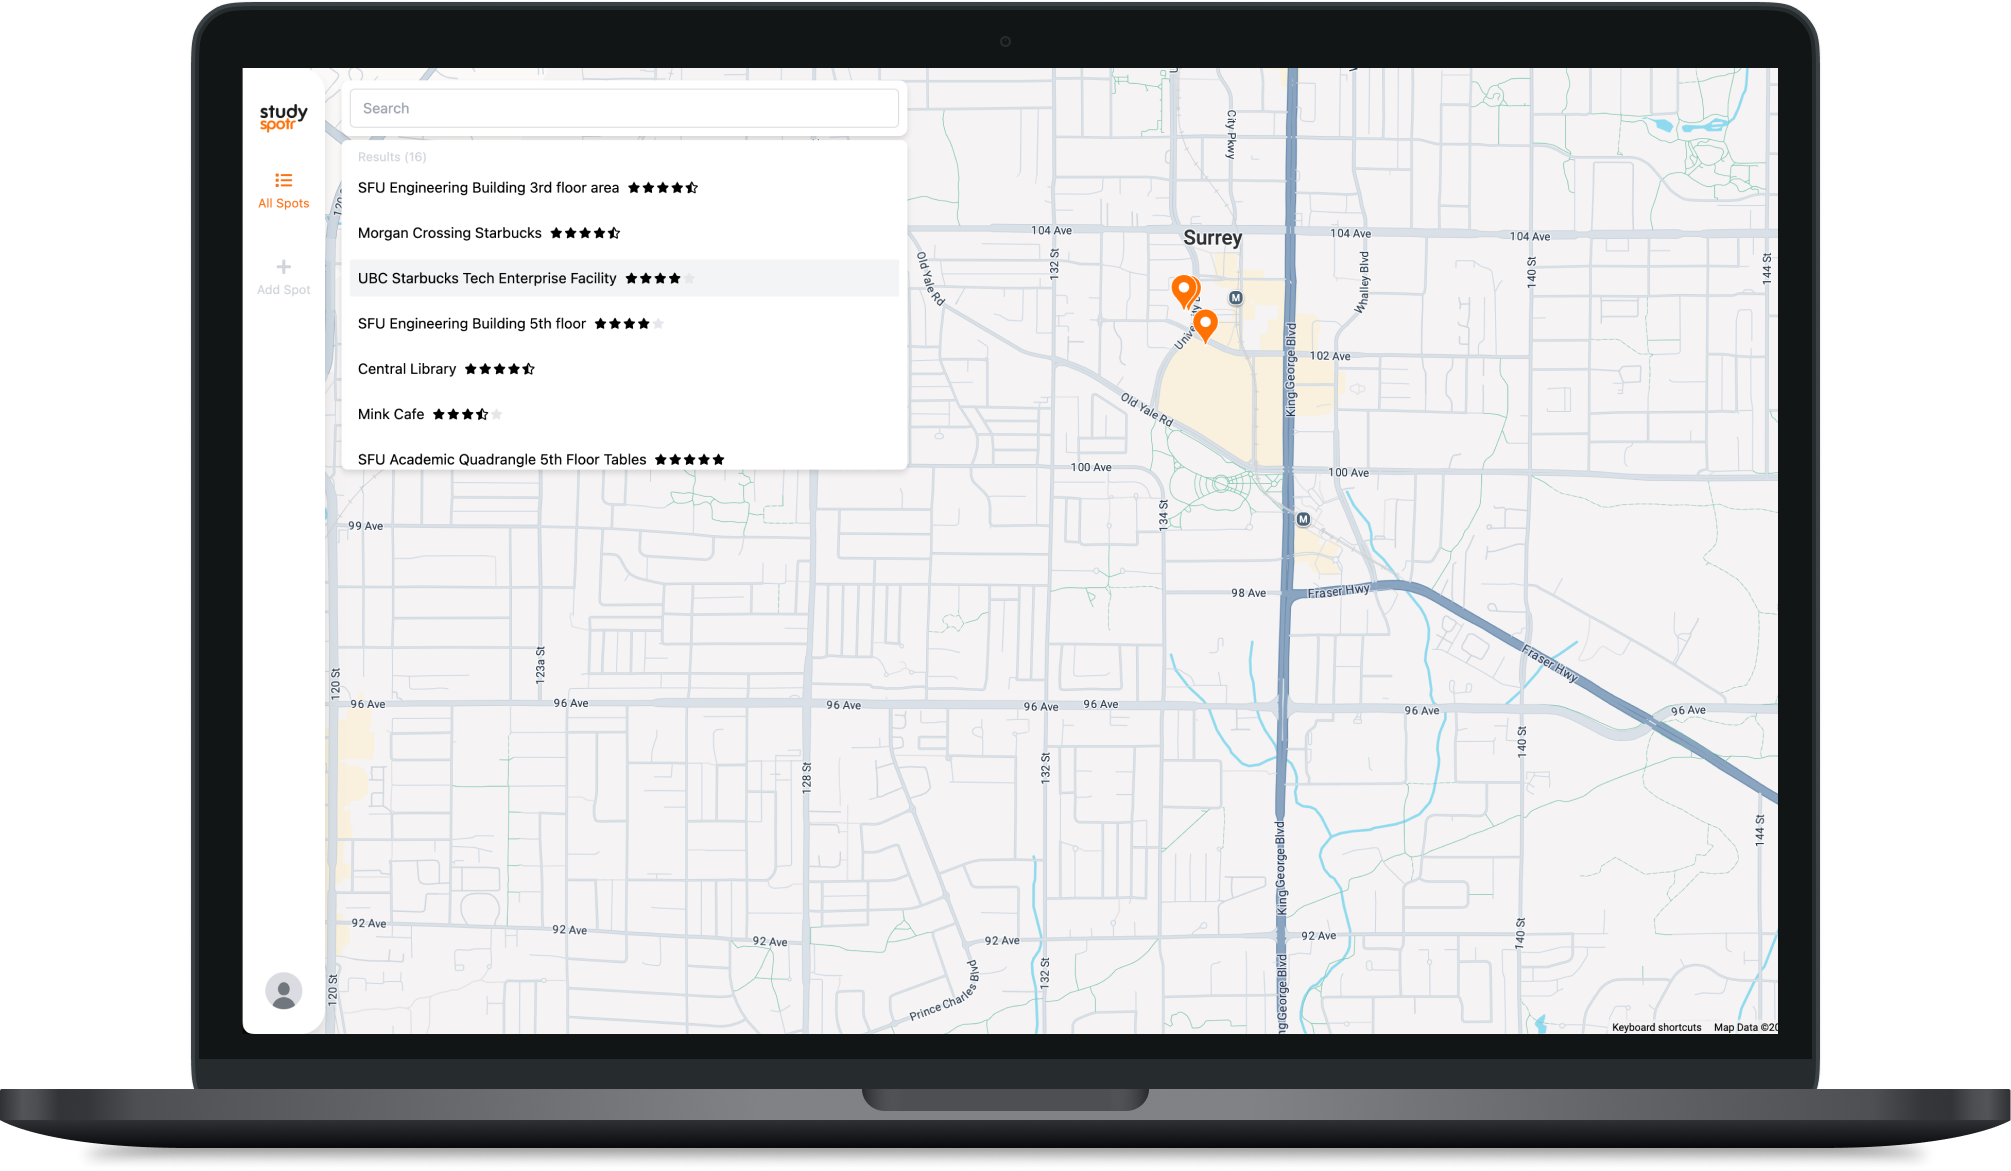 study
spotr
All Spots
Add Spot
Search
Results (16)
SFU Engineering Building 3rd floor area
Morgan Crossing Starbucks
UBC Starbucks Tech Enterprise Facility
SFU Engineering Building 5th floor
Central Library
Mink Cafe
SFU Academic Quadrangle 5th Floor Tables
City Pkwy
104 Ave
Surrey
104 Ave
104 Ave
132 St
Old Yale Rd
Whalley Blvd
140 St
144 St
M
King George Blvd
102 Ave
Old Yale Rd
100 Ave
100 Ave
134 St
M
99 Ave
98 Ave
Fraser Hwy
Fraser Hwy
123a St
120 St
96 Ave
96 Ave
96 Ave
96 Ave
96 Ave
96 Ave
96 Ave
140 St
128 St
132 St
144 St
King George Blvd
92 Ave
92 Ave
92 Ave
92 Ave
92 Ave
140 St
120 St
132 St
Prince Charles Blvd
ng George Blvd
Keyboard shortcuts
Map Data ©20